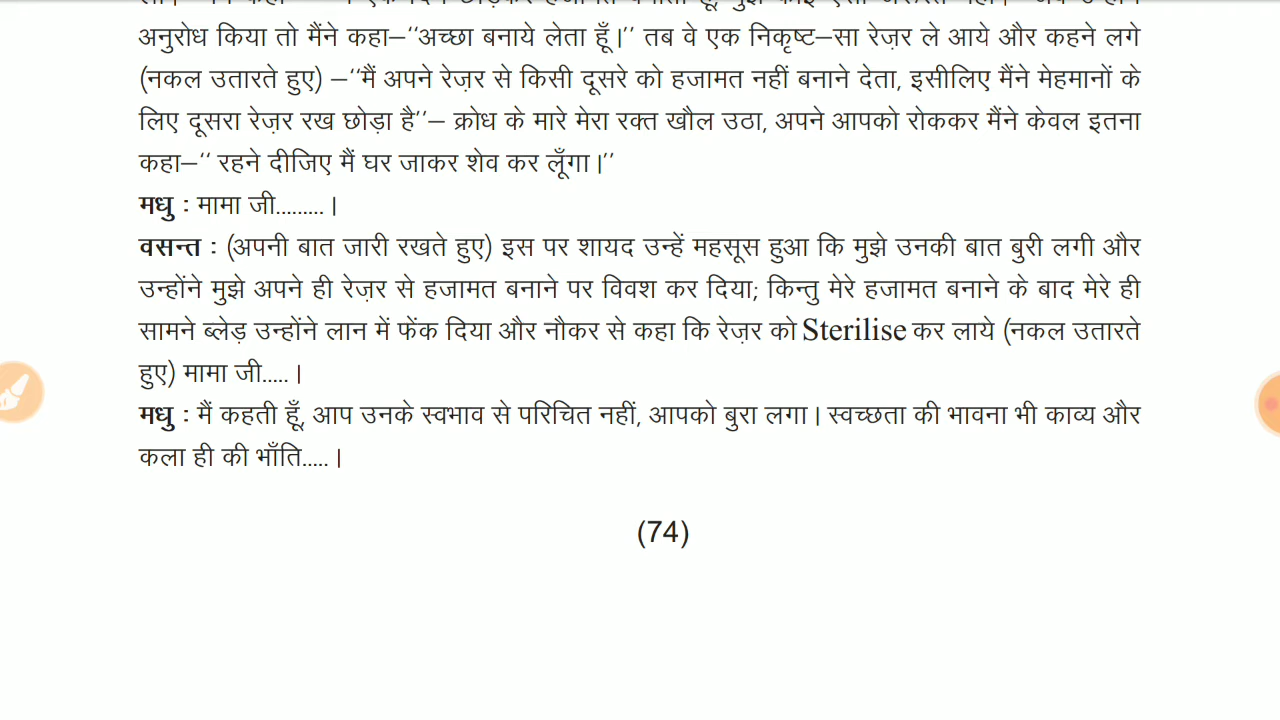 अनुरोध किया तो मैंने कहा–‘‘अच्छा बनाये लेता हूँ।’’ तब वे एक निकृष्ट–सा रेज़र ले आये और कहने लगे
(नकल उतारते हुए) –‘‘मैं अपने रेज़र से किसी दूसरे को हजामत नहीं बनाने देता, इसीलिए मैंने मेहमानों के
लिए दूसरा रेज़र रख छोड़ा है’’– क्रोध के मारे मेरा रक्त खौल उठा, अपने आपको रोककर मैंने केवल इतना
कहा–‘‘ रहने दीजिए मैं घर जाकर शेव कर लूँगा।’’
मधु : मामा जी.........।
वसन्त : (अपनी बात जारी रखते हुए) इस पर शायद उन्हें महसूस हुआ कि मुझे उनकी बात बुरी लगी और
उन्होंने मुझे अपने ही रेज़र से हजामत बनाने पर विवश कर दिया; किन्तु मेरे हजामत बनाने के बाद मेरे ही
सामने ब्लेड़ उन्होंने लान में फेंक दिया और नौकर से कहा कि रेज़र को Sterilise कर लाये (नकल उतारते
हुए) मामा जी.....।
मधु : मैं कहती हूँ, आप उनके स्वभाव से परिचित नहीं, आपको बुरा लगा। स्वच्छता की भावना भी काव्य और
कला ही की भाँति.....।
(74)